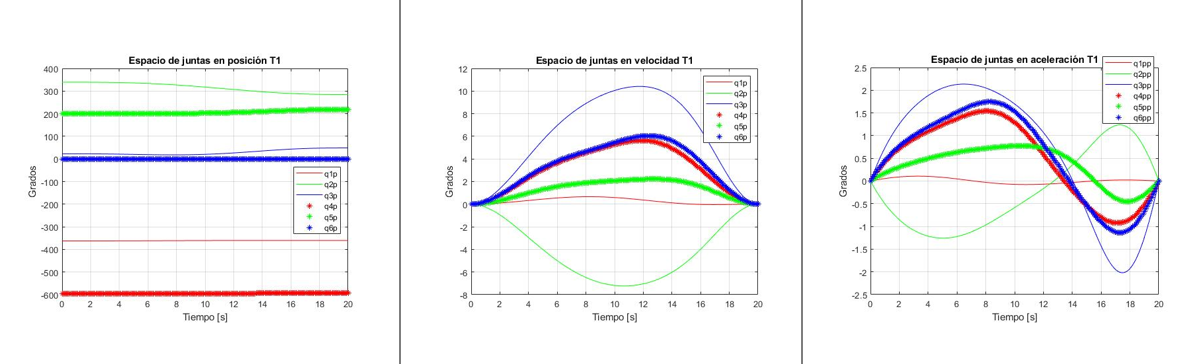 Espacio de juntas en posición T1
400
300
200
100
0
-100
-200
-300
-400
-500
-600
Grados
0 2 4 6 8 10 12 14 16 18 20
Tiempo [s]
q1p
q2p
q3p
q4p
q5p
q6p
Espacio de juntas en velocidad T1
12
10
8
6
4
2
0
-2
-4
-6
-8
Grados
0 2 4 6 8 10 12 14 16 18 20
Tiempo [s]
q1p
q2p
q3p
q4p
q5p
q6p
Espacio de juntas en aceleración T1
2.5
2
1.5
1
0.5
0
-0.5
-1
-1.5
-2
-2.5
Grados
0 2 4 6 8 10 12 14 16 18 20
Tiempo [s]
q1pp
q2pp
q3pp
q4pp
q5pp
q6pp